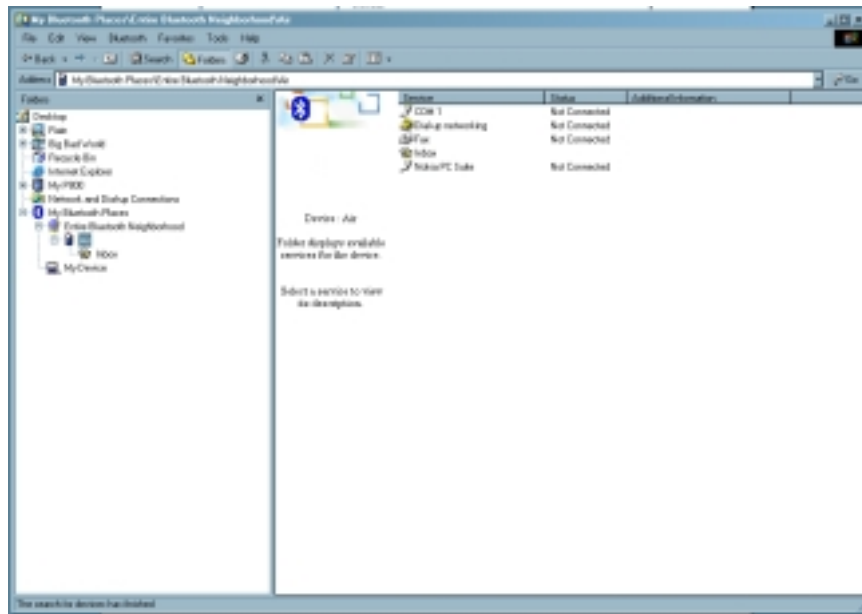 My Bluetooth Places\Entire Bluetooth Neighborhood\Air
File Edit View Bluetooth Favorites Tools Help
Back Search Folders
Address My Bluetooth Places\Entire Bluetooth Neighborhood\Air Go
Folders
Desktop
Big Bad World
Recycle Bin
Internet Explorer
My P800
Network and Dialup Connections
My Bluetooth Places
Entire Bluetooth Neighborhood
Inbox
My Device
Device : Air
Folder displays available
services for the device.
Select a service to view
its description.
Device Status Additional Information
COM 1 Not Connected
Dialup networking Not Connected
Fax Not Connected
Inbox
Nokia PC Suite Not Connected
The search for devices has finished